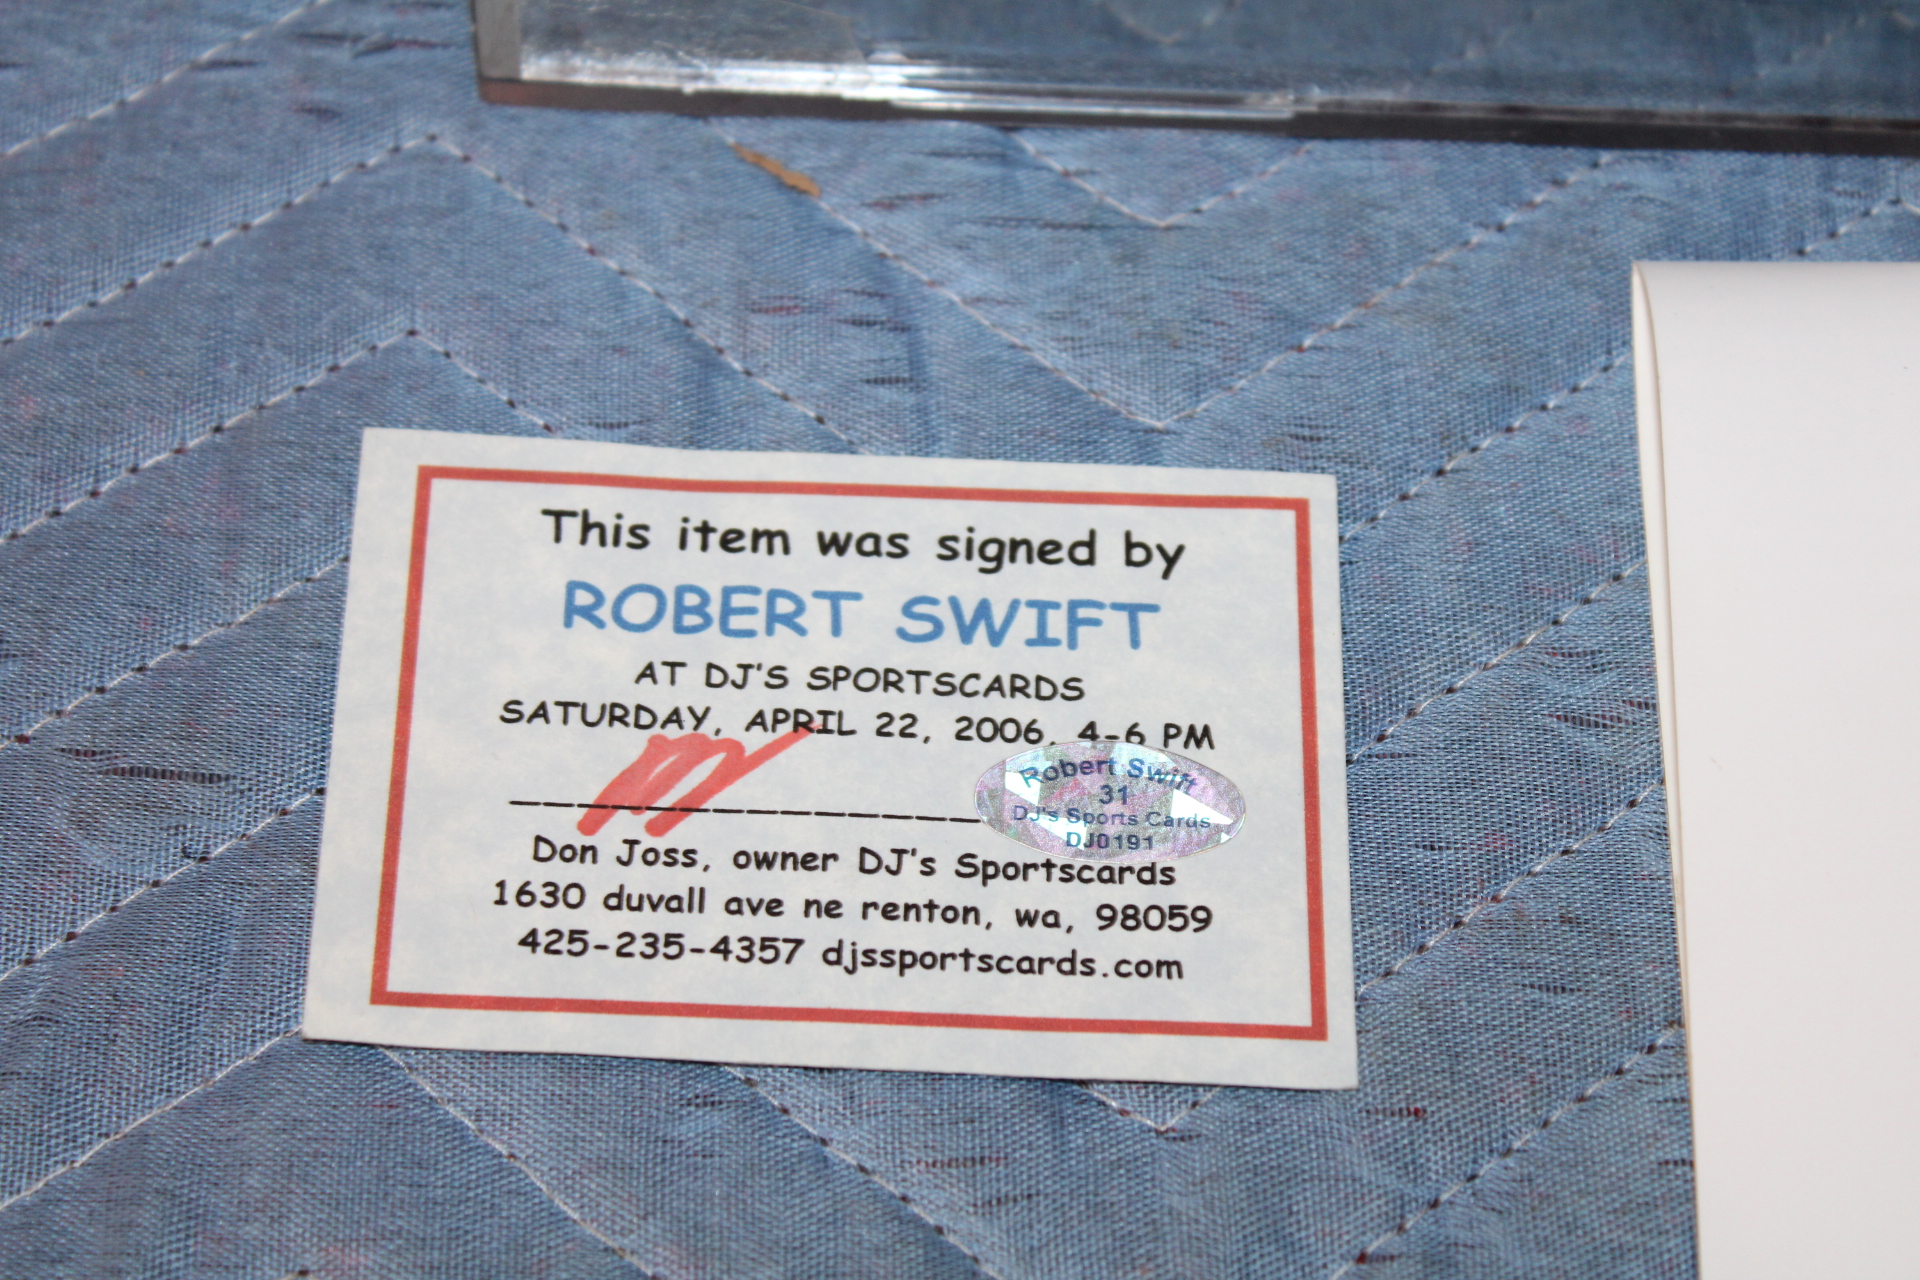 This item was signed by
ROBERT SWIFT
AT DJ'S SPORTSCARDS
SATURDAY, APRIL 22, 2006, 4-6 PM
Robert Swift
31
DJ's Sports Cards
DJ0191
Don Joss, owner DJ's Sportscards
1630 duvall ave ne renton, wa, 98059
425-235-4357 djssportscards.com